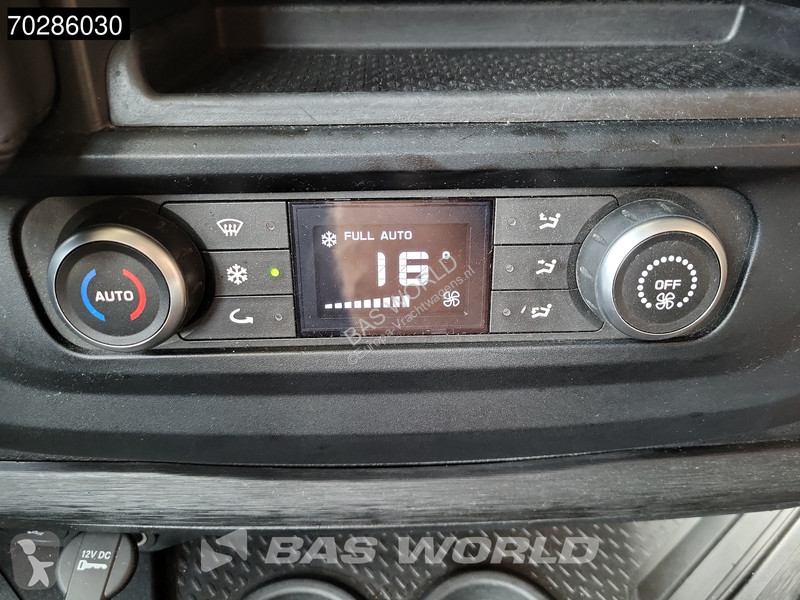 70286030
FULL AUTO
16°
AUTO
OFF
BAS WORLD
12V DC
BAS WORLD